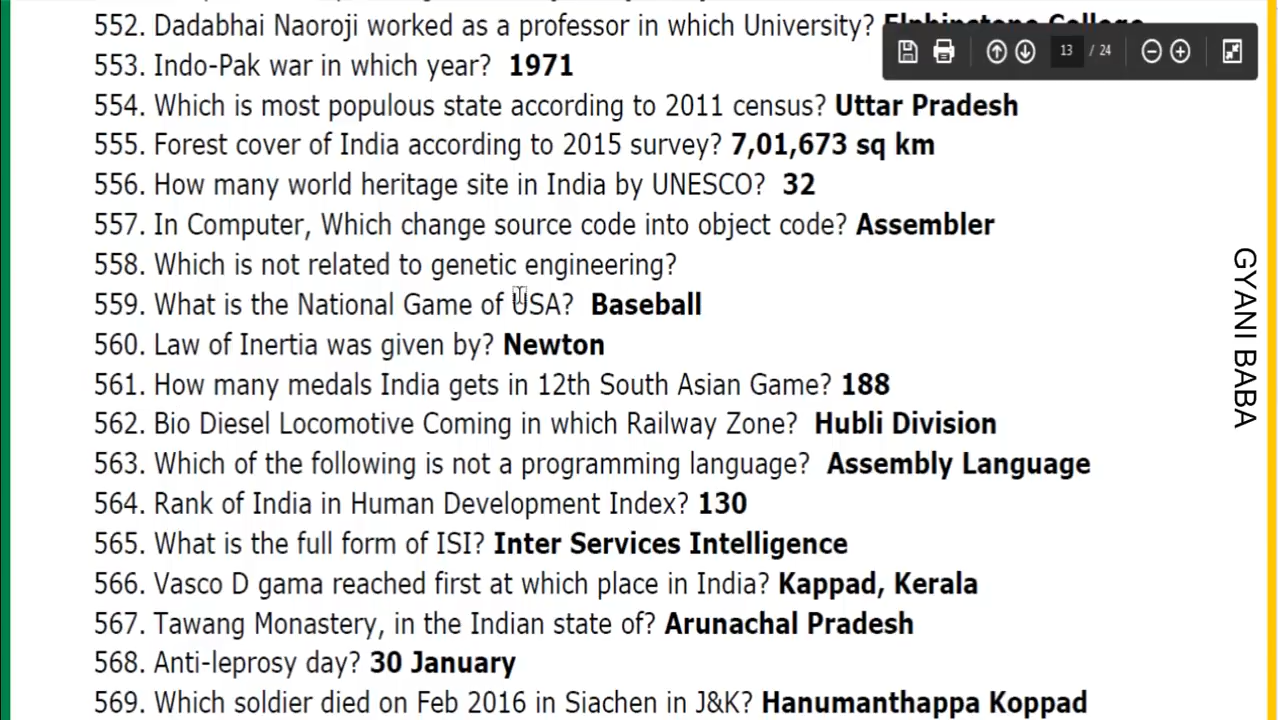 552. Dadabhai Naoroji worked as a professor in which University? Elphinstone College
13 / 24
553. Indo-Pak war in which year? 1971
554. Which is most populous state according to 2011 census? Uttar Pradesh
555. Forest cover of India according to 2015 survey? 7,01,673 sq km
556. How many world heritage site in India by UNESCO? 32
557. In Computer, Which change source code into object code? Assembler
558. Which is not related to genetic engineering?
559. What is the National Game of USA? Baseball
560. Law of Inertia was given by? Newton
561. How many medals India gets in 12th South Asian Game? 188
562. Bio Diesel Locomotive Coming in which Railway Zone? Hubli Division
563. Which of the following is not a programming language? Assembly Language
564. Rank of India in Human Development Index? 130
565. What is the full form of ISI? Inter Services Intelligence
566. Vasco D gama reached first at which place in India? Kappad, Kerala
567. Tawang Monastery, in the Indian state of? Arunachal Pradesh
568. Anti-leprosy day? 30 January
569. Which soldier died on Feb 2016 in Siachen in J&K? Hanumanthappa Koppad
GYANI BABA